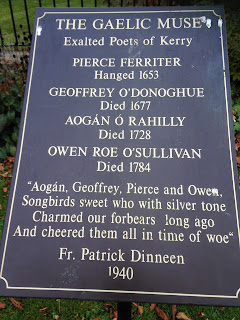 THE GAELIC MUSE
Exalted Poets of Kerry
PIERCE FERRITER
Hanged 1653
GEOFFREY O'DONOGHUE
Died 1677
AOGÁN Ó RAHILLY
Died 1728
OWEN ROE O'SULLIVAN
Died 1784
"Aogán, Geoffrey, Pierce and Owen,
Songbirds sweet who with silver tone
Charmed our forbears long ago
And cheered them all in time of woe"
Fr. Patrick Dinneen
1940